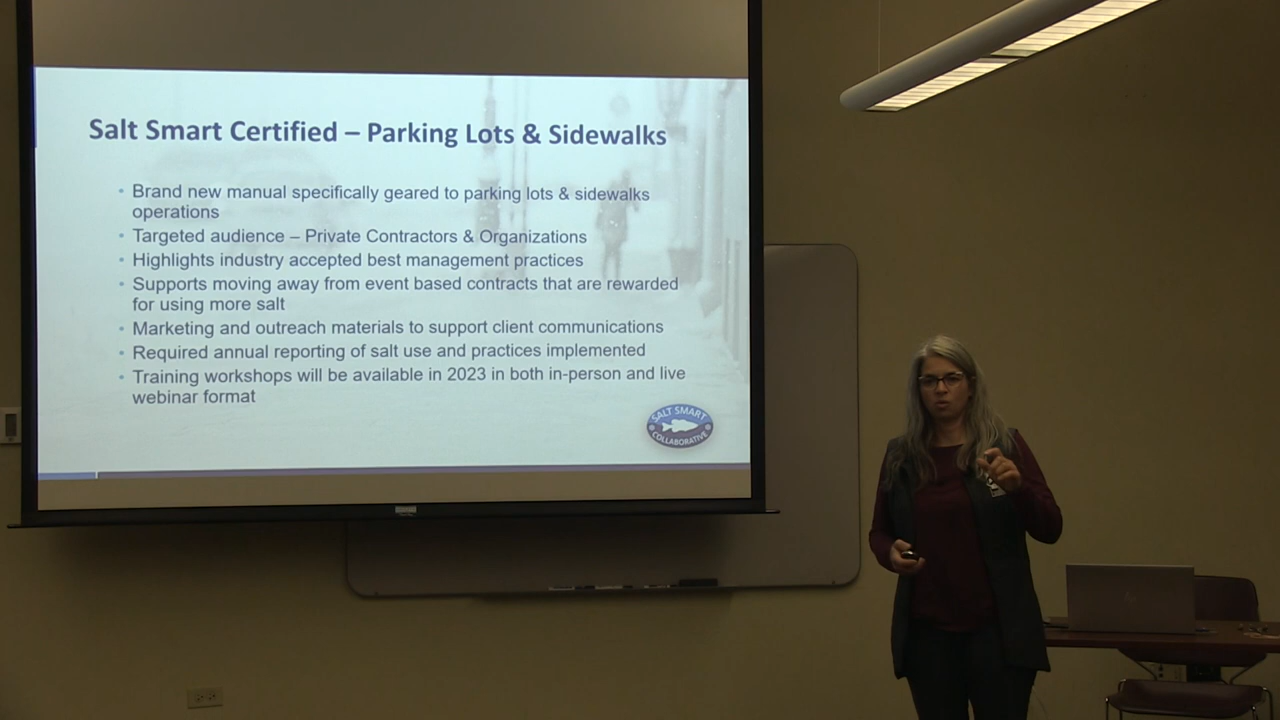 Salt Smart Certified – Parking Lots & Sidewalks
• Brand new manual specifically geared to parking lots & sidewalks
operations
• Targeted audience – Private Contractors & Organizations
• Highlights industry accepted best management practices
• Supports moving away from event based contracts that are rewarded
for using more salt
• Marketing and outreach materials to support client communications
• Required annual reporting of salt use and practices implemented
• Training workshops will be available in 2023 in both in-person and live
webinar format
SALT SMART
COLLABORATIVE